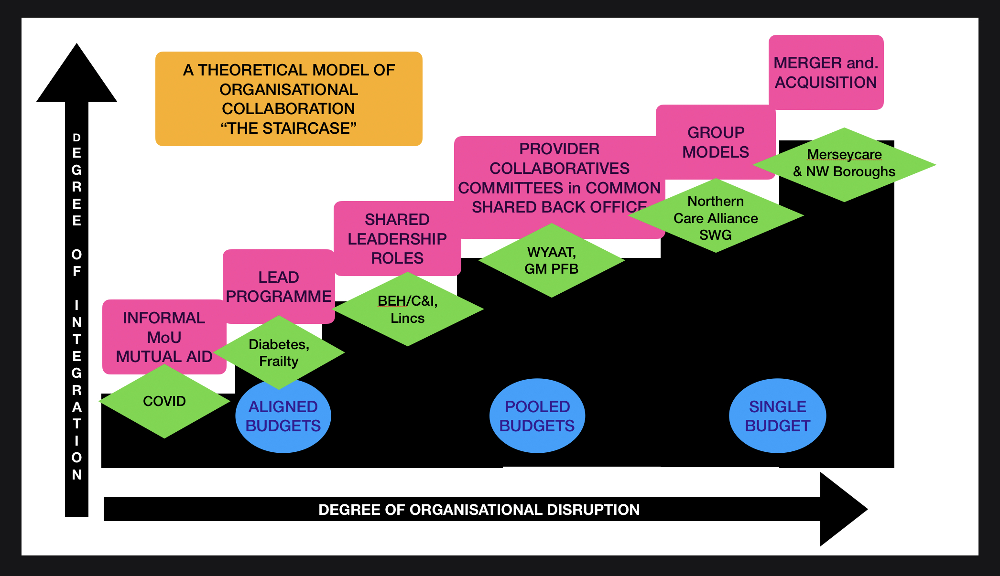 A THEORETICAL MODEL OF
ORGANISATIONAL
COLLABORATION
“THE STAIRCASE”
DEGREE OF INTEGRATION
INFORMAL
MoU
MUTUAL AID
COVID
LEAD
PROGRAMME
Diabetes,
Frailty
SHARED
LEADERSHIP
ROLES
BEH/C&I,
Lincs
PROVIDER
COLLABORATIVES
COMMITTEES in COMMON
SHARED BACK OFFICE
WYAAT,
GM PFB
GROUP
MODELS
Northern
Care Alliance
SWG
MERGER and.
ACQUISITION
Merseycare
& NW Boroughs
ALIGNED
BUDGETS
POOLED
BUDGETS
SINGLE
BUDGET
DEGREE OF ORGANISATIONAL DISRUPTION